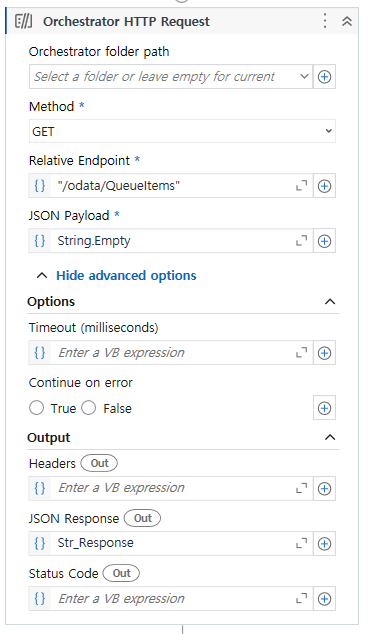 Orchestrator HTTP Request
Orchestrator folder path
Select a folder or leave empty for current
Method *
GET
Relative Endpoint *
{} "/odata/QueueItems"
JSON Payload *
{} String.Empty
Hide advanced options
Options
Timeout (milliseconds)
{} Enter a VB expression
Continue on error
True False
Output
Headers Out
{} Enter a VB expression
JSON Response Out
{} Str_Response
Status Code Out
{} Enter a VB expression